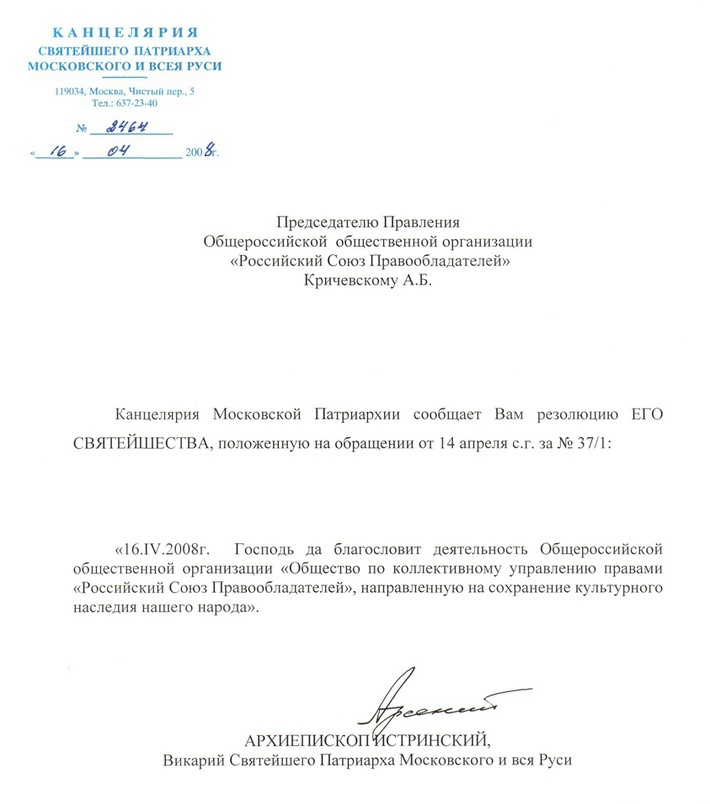 КАНЦЕЛЯРИЯ
СВЯТЕЙШЕГО ПАТРИАРХА
МОСКОВСКОГО И ВСЕЯ РУСИ
119034, Москва, Чистый пер., 5
Тел.: 637-23-40
№ 2464
«16» 04 2008г.
Председателю Правления
Общероссийской общественной организации
«Российский Союз Правообладателей»
Кричевскому А.Б.
Канцелярия Московской Патриархии сообщает Вам резолюцию ЕГО
СВЯТЕЙШЕСТВА, положенную на обращении от 14 апреля с.г. за № 37/1:
«16.IV.2008г. Господь да благословит деятельность Общероссийской
общественной организации «Общество по коллективному управлению правами
«Российский Союз Правообладателей», направленную на сохранение культурного
наследия нашего народа».
Арсений
АРХИЕПИСКОП ИСТРИНСКИЙ,
Викарий Святейшего Патриарха Московского и вся Руси